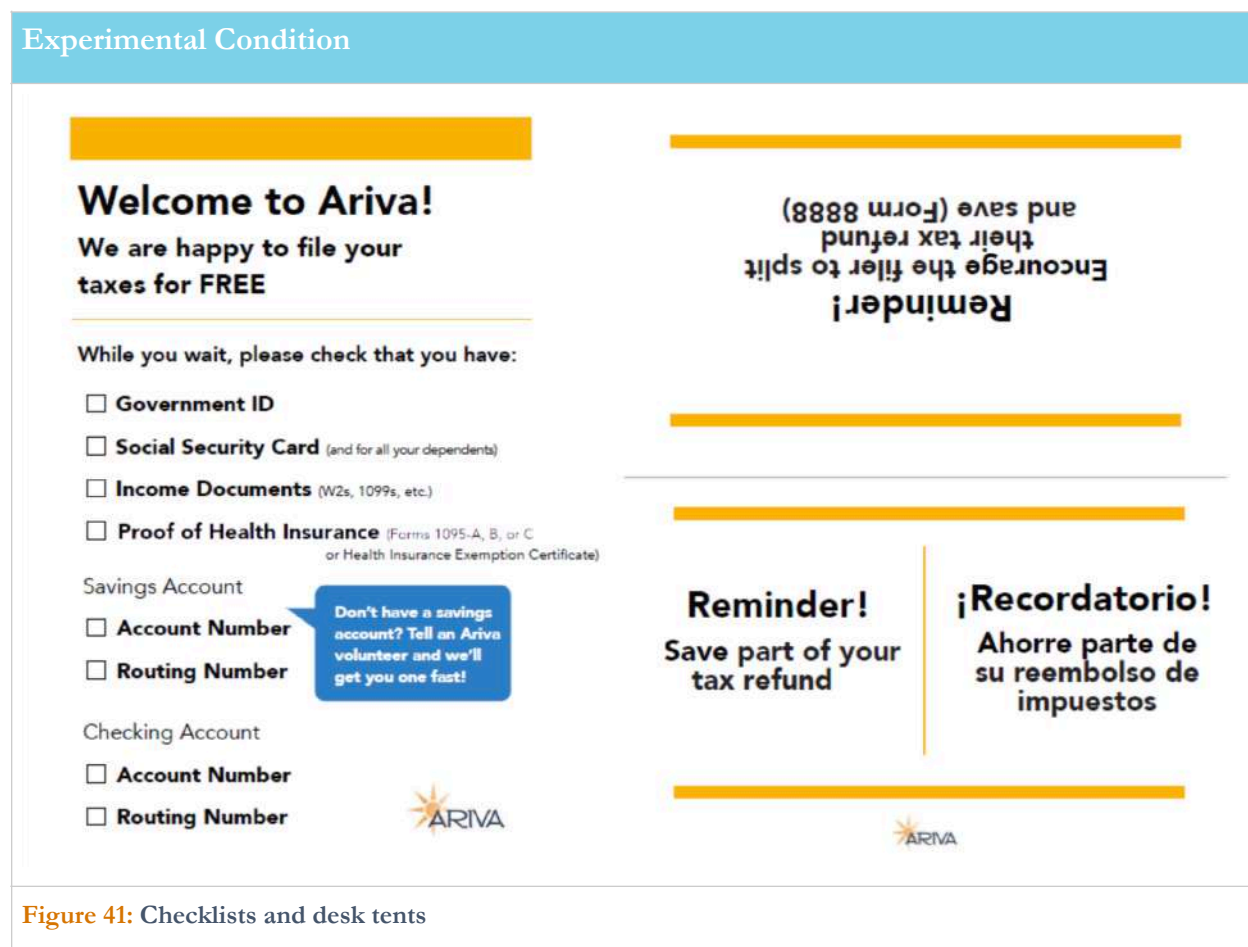 Experimental Condition
Welcome to Ariva!
We are happy to file your
taxes for FREE
While you wait, please check that you have:
Government ID
Social Security Card (and for all your dependents)
Income Documents (W2s, 1099s, etc.)
Proof of Health Insurance (Forms 1095-A, B, or C
or Health Insurance Exemption Certificate)
Savings Account
Account Number
Routing Number
Don't have a savings
account? Tell an Ariva
volunteer and we'll
get you one fast!
Checking Account
Account Number
Routing Number
ARIVA
Reminder!
Encourage the filer to split
their tax refund
and save (Form 8888)
Reminder!
Save part of your
tax refund
¡Recordatorio!
Ahorre parte de
su reembolso de
impuestos
ARIVA
Figure 41: Checklists and desk tents